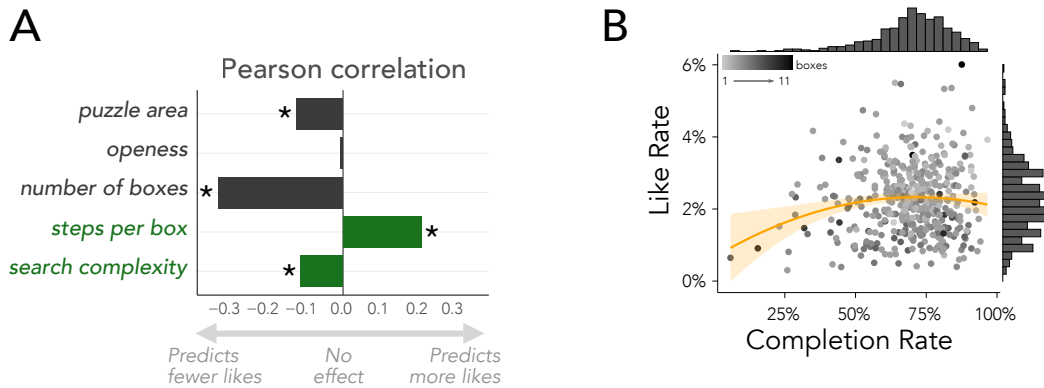 A
Pearson correlation
puzzle area
*
openess
number of boxes
*
steps per box
*
search complexity
*
−0.3 −0.2 −0.1 0.0 0.1 0.2 0.3
Predicts
fewer likes
No
effect
Predicts
more likes
B
6%
4%
2%
0%
Like Rate
boxes
1 11
25% 50% 75% 100%
Completion Rate